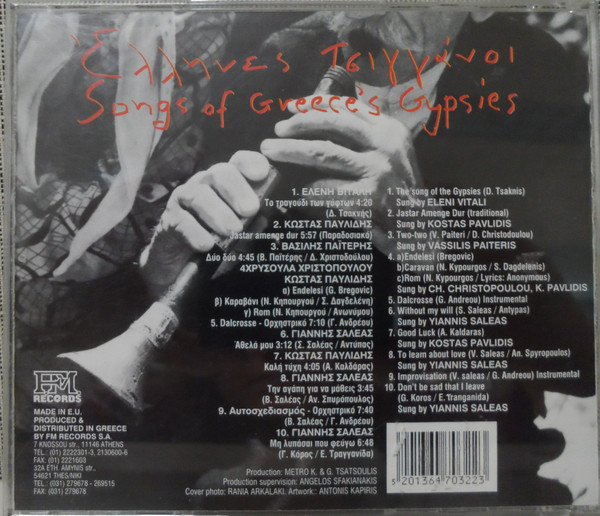 Έλληνες Τσιγγάνοι
Songs of Greece's Gypsies
1. ΕΛΕΝΗ ΒΙΤΑΛΗ
Το τραγούδι των γύφτων 4:20
(Δ. Τσακνής)
2. ΚΩΣΤΑΣ ΠΑΥΛΙΔΗΣ
Jastar amenge dur 5:57 (Παραδοσιακό)
3. ΒΑΣΙΛΗΣ ΠΑΪΤΕΡΗΣ
Δύο δύο 4:45 (Β. Παϊτέρης / Δ. Χριστοδούλου)
4ΧΡΥΣΟΥΛΑ ΧΡΙΣΤΟΠΟΥΛΟΥ
ΚΩΣΤΑΣ ΠΑΥΛΙΔΗΣ
α) Endelesi (G. Bregovic)
β) Καραβάνι (Ν. Κηπουργού / Σ. Δαγδελένη)
γ) Rom (Ν. Κηπουργού / Ανωνύμου)
5. Dalcrosse - Ορχηστρικό 7:10 (Γ. Ανδρέου)
6. ΓΙΑΝΝΗΣ ΣΑΛΕΑΣ
Άθελά μου 3:12 (Σ. Σαλέας / Αντύπας)
7. ΚΩΣΤΑΣ ΠΑΥΛΙΔΗΣ
Καλή τύχη 4:05 (Α. Καλδάρας)
8. ΓΙΑΝΝΗΣ ΣΑΛΕΑΣ
Την αγάπη για να μάθεις 3:45
(Β. Σαλέας / Αν. Σπυρόπουλος)
9. Αυτοσχεδιασμός - Ορχηστρικό 7:40
(Β. Σαλέας / Γ. Ανδρέου)
10. ΓΙΑΝΝΗΣ ΣΑΛΕΑΣ
Μη λυπάσαι που φεύγω 6:48
(Γ. Κόρος / Ε. Τραγγανίδα)
1. The song of the Gypsies (D. Tsaknis)
Sung by ELENI VITALI
2. Jastar Amenge Dur (traditional)
Sung by KOSTAS PAVLIDIS
3. Two-two (V. Paiteri / D. Christodoulou)
Sung by VASSILIS PAITERIS
4. a)Endelesi (Bregovic)
b)Caravan (N. Kypourgos / S. Dagdelenis)
c)Rom (N. Kypourgos / Lyrics: Anonymous)
Sung by CH. CHRISTOPOULOU, K. PAVLIDIS
5. Dalcrosse (G. Andreou) Instrumental
6. Without my will (S. Saleas / Antypas)
Sung by YIANNIS SALEAS
7. Good Luck (A. Kaldaras)
Sung by KOSTAS PAVLIDIS
8. To learn about love (V. Saleas / An. Spyropoulos)
Sung by YIANNIS SALEAS
9. Improvisation (V. saleas / G. Andreou) Instrumental
10. Don't be sad that I leave
(G. Koros / E. Tranganida)
Sung by YIANNIS SALEAS
FM
RECORDS
MADE IN E.U.
PRODUCED &
DISTRIBUTED IN GREECE
BY FM RECORDS S.A.
7 KNOSSOU str., 11146 ATHENS
TEL.: (01) 2222301-3, 2130600-6
FAX: (01) 2221603
32A ETH. AMYNIS str.,
54621 THES/NIKI
TEL.: (031) 279678 - 269515
FAX: (031) 279678
Production: METRO K. & G. TSATSOULIS
Production supervision: ANGELOS SFAKIANAKIS
Cover photo: RANIA ARKALAKI. Artwork: ANTONIS KAPIRIS
5 201364 703223